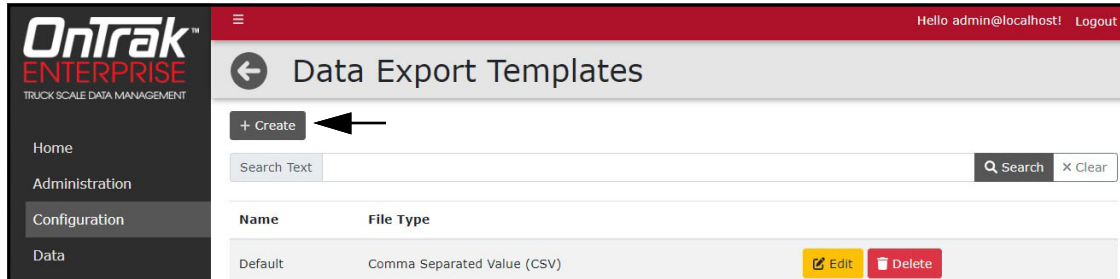 OnTrak™
ENTERPRISE
TRUCK SCALE DATA MANAGEMENT
Home
Administration
Configuration
Data
Hello admin@localhost! Logout
Data Export Templates
+ Create
Search Text Search × Clear
Name File Type
Default Comma Separated Value (CSV) Edit Delete